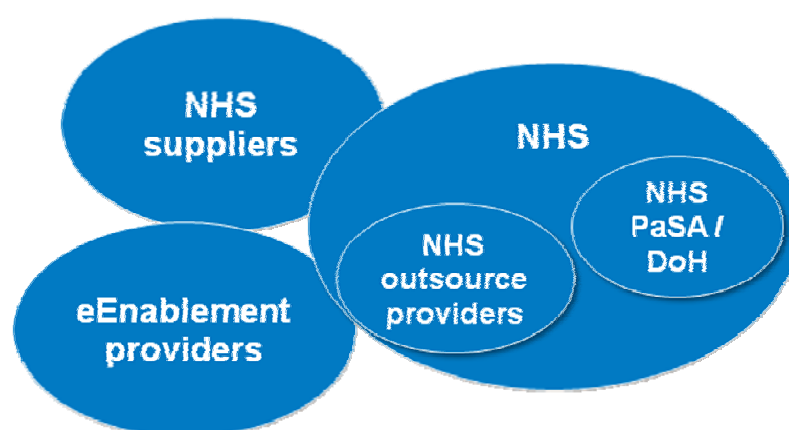 NHS
suppliers
NHS
NHS
PaSA /
DoH
NHS
outsource
providers
eEnablement
providers